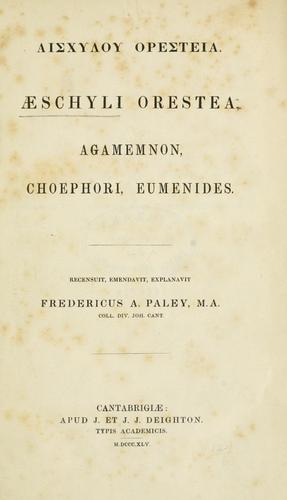 ΑΙΣΧΥΛΟΥ ΟΡΕΣΤΕΙΑ.
ÆSCHYLI ORESTEA;
AGAMEMNON,
CHOEPHORI, EUMENIDES.
RECENSUIT, EMENDAVIT, EXPLANAVIT
FREDERICUS A. PALEY, M.A.
COLL. DIV. JOH. CANT.
CANTABRIGIÆ:
APUD J. ET J. J. DEIGHTON.
TYPIS ACADEMICIS.
M.DCCC.XLV.